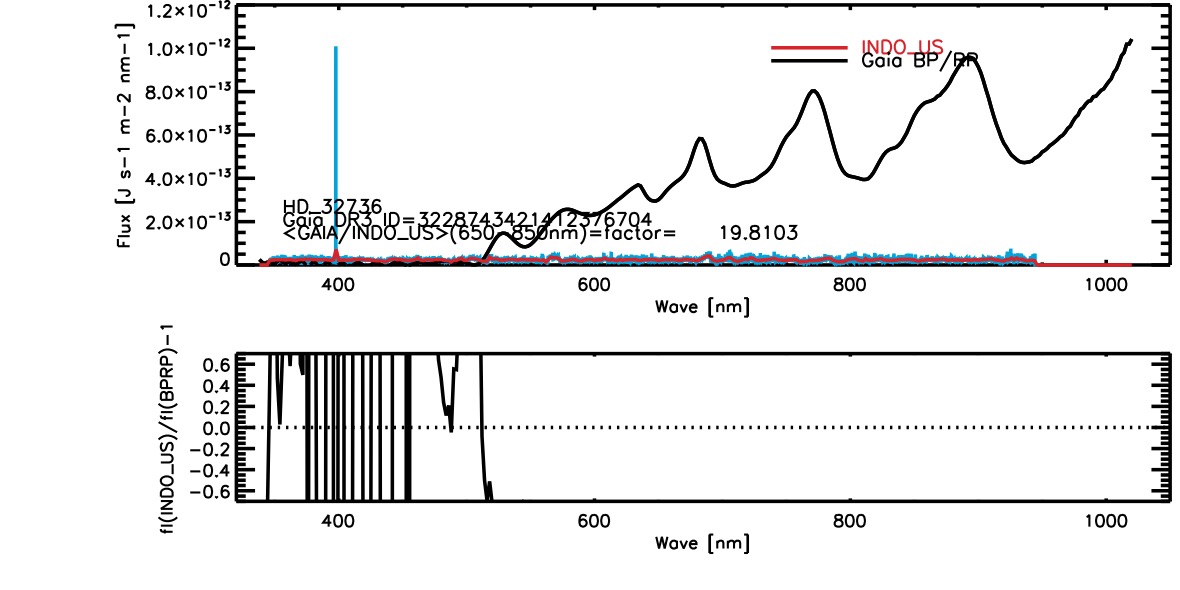 1.2×10⁻¹²
1.0×10⁻¹²
8.0×10⁻¹³
6.0×10⁻¹³
4.0×10⁻¹³
2.0×10⁻¹³
0
Flux [J s−1 m−2 nm−1]
INDO_US
Gaia BP/RP
HD_32736
Gaia DR3 ID=3228743421412576704
<GAIA/INDO_US>(650−850nm)=factor= 19.8103
400 600 800 1000
Wave [nm]
fl(INDO_US)/fl(BPRP)−1
0.6
0.4
0.2
0.0
−0.2
−0.4
−0.6
400 600 800 1000
Wave [nm]